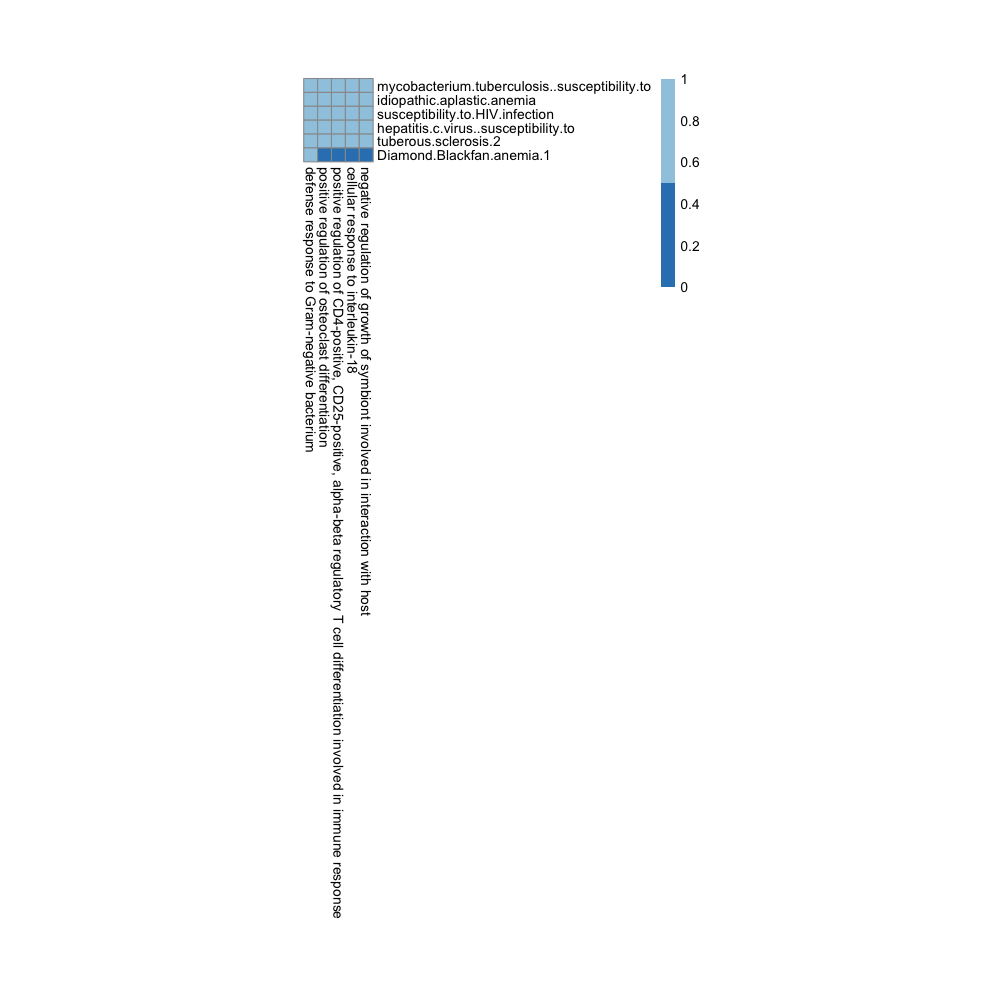 mycobacterium.tuberculosis..susceptibility.to
idiopathic.aplastic.anemia
susceptibility.to.HIV.infection
hepatitis.c.virus..susceptibility.to
tuberous.sclerosis.2
Diamond.Blackfan.anemia.1
1
0.8
0.6
0.4
0.2
0
defense response to Gram-negative bacterium
positive regulation of osteoclast differentiation
positive regulation of CD4-positive, CD25-positive, alpha-beta regulatory T cell differentiation involved in immune response
cellular response to interleukin-18
negative regulation of growth of symbiont involved in interaction with host